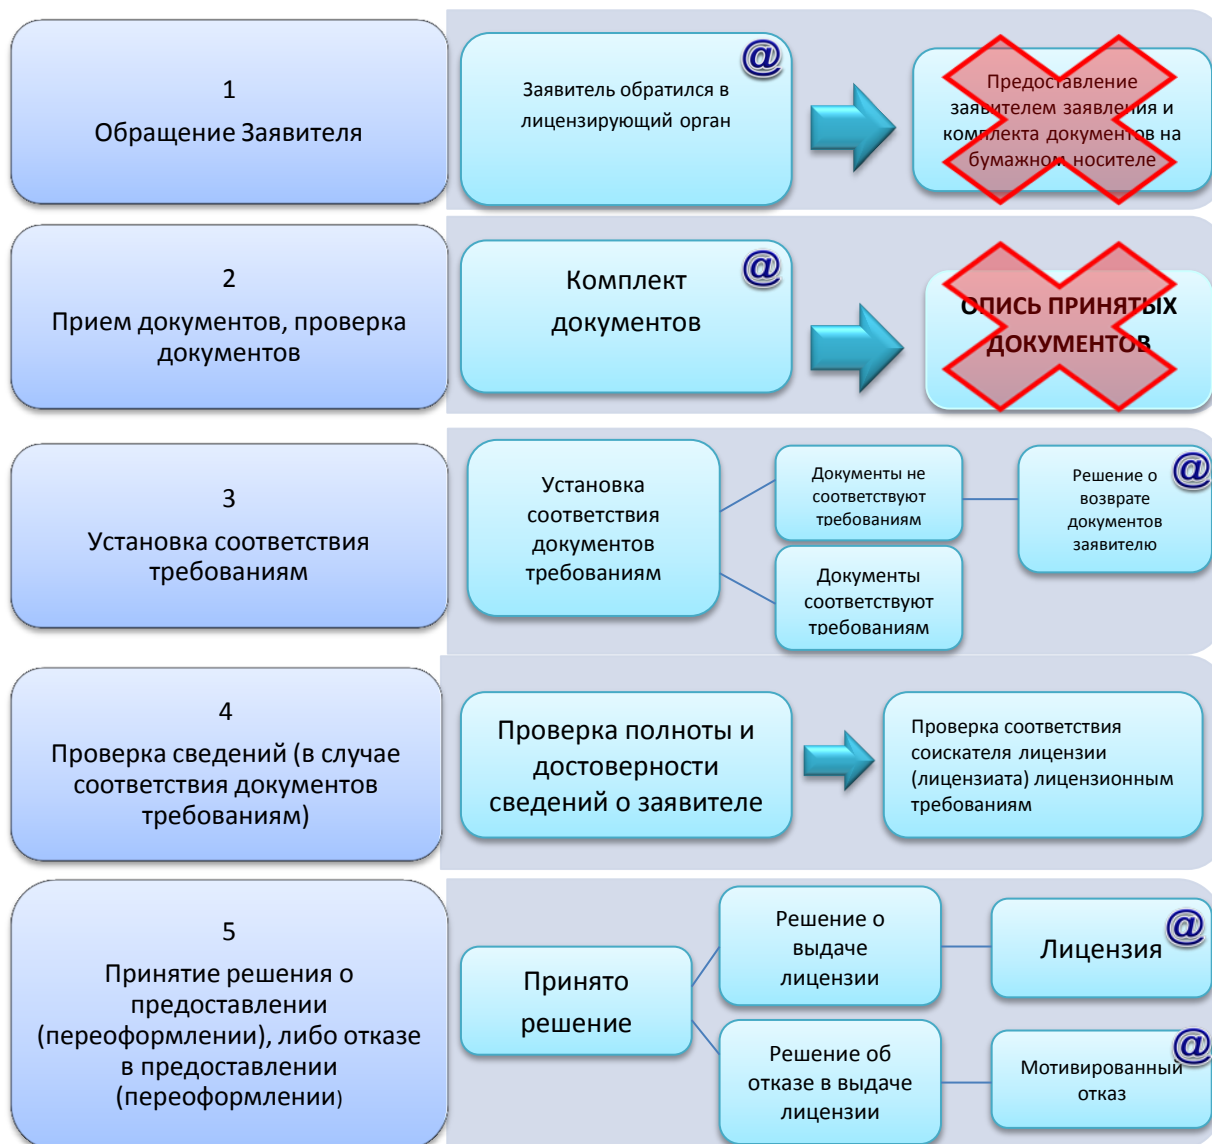 1
Обращение Заявителя
@
Заявитель обратился в
лицензирующий орган
Предоставление
заявителем заявления и
комплекта документов на
бумажном носителе
2
Прием документов, проверка
документов
@
Комплект
документов
ОПИСЬ ПРИНЯТЫХ
ДОКУМЕНТОВ
3
Установка соответствия
требованиям
Установка
соответствия
документов
требованиям
Документы не
соответствуют
требованиям
@
Решение о
возврате
документов
заявителю
Документы
соответствуют
требованиям
4
Проверка сведений (в случае
соответствия документов
требованиям)
Проверка полноты и
достоверности
сведений о заявителе
Проверка соответствия
соискателя лицензии
(лицензиата) лицензионным
требованиям
5
Принятие решения о
предоставлении
(переоформлении), либо отказе
в предоставлении
(переоформлении)
Принято
решение
Решение о
выдаче
лицензии
@
Лицензия
Решение об
отказе в выдаче
лицензии
@
Мотивированный
отказ